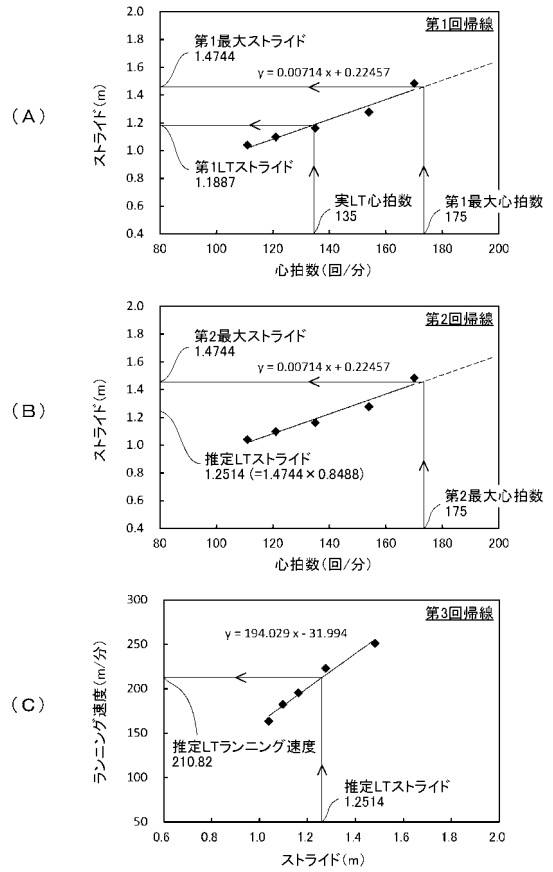 (A)
第1回帰線
第1最大ストライド
1.4744
y = 0.00714 x + 0.22457
第1LTストライド
1.1887
実LT心拍数
135
第1最大心拍数
175
ストライド(m)
2.0
1.8
1.6
1.4
1.2
1.0
0.8
0.6
0.4
80 100 120 140 160 180 200
心拍数(回/分)
(B)
第2回帰線
第2最大ストライド
1.4744
y = 0.00714 x + 0.22457
推定LTストライド
1.2514 (=1.4744×0.8488)
第2最大心拍数
175
ストライド(m)
2.0
1.8
1.6
1.4
1.2
1.0
0.8
0.6
0.4
80 100 120 140 160 180 200
心拍数(回/分)
(C)
第3回帰線
y = 194.029 x - 31.994
推定LTランニング速度
210.82
推定LTストライド
1.2514
ランニング速度(m/分)
300
250
200
150
100
50
0.6 0.8 1.0 1.2 1.4 1.6 1.8 2.0
ストライド(m)